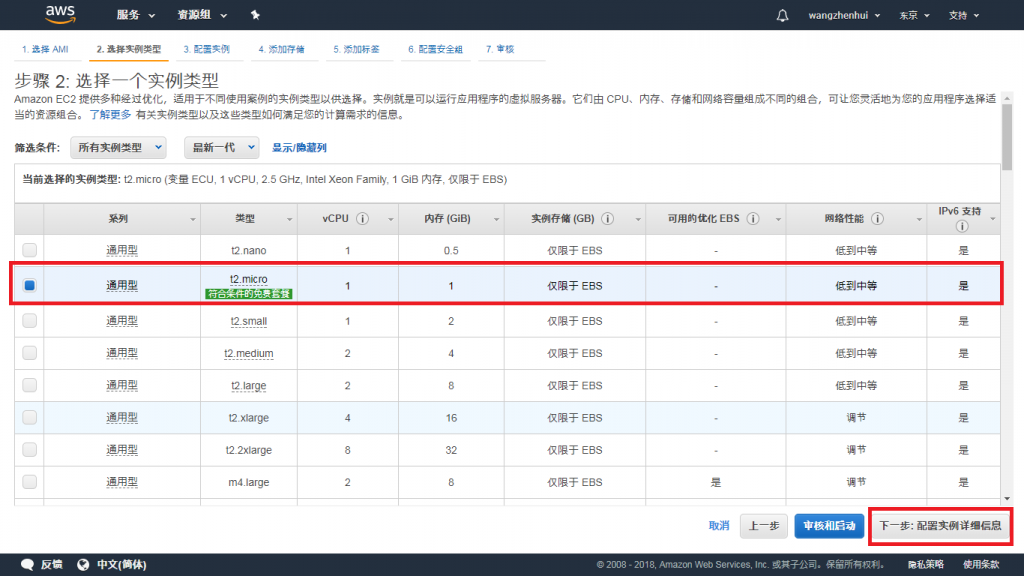 aws 服务 资源组 wangzhenhui 东京 支持
1. 选择 AMI 2. 选择实例类型 3. 配置实例 4. 添加存储 5. 添加标签 6. 配置安全组 7. 审核
步骤 2: 选择一个实例类型
Amazon EC2 提供多种经过优化，适用于不同使用案例的实例类型以供选择。实例就是可以运行应用程序的虚拟服务器。它们由 CPU、内存、存储和网络容量组成不同的组合，可让您灵活地为您的应用程序选择适
当的资源组合。 了解更多 有关实例类型以及这些类型如何满足您的计算需求的信息。
筛选条件: 所有实例类型 最新一代 显示/隐藏列
当前选择的实例类型: t2.micro (变量 ECU, 1 vCPU, 2.5 GHz, Intel Xeon Family, 1 GiB 内存, 仅限于 EBS)
系列 类型 vCPU 内存 (GiB) 实例存储 (GB) 可用的优化 EBS 网络性能 IPv6 支持
通用型 t2.nano 1 0.5 仅限于 EBS - 低到中等 是
通用型 t2.micro 1 1 仅限于 EBS - 低到中等 是
符合条件的免费套餐
通用型 t2.small 1 2 仅限于 EBS - 低到中等 是
通用型 t2.medium 2 4 仅限于 EBS - 低到中等 是
通用型 t2.large 2 8 仅限于 EBS - 低到中等 是
通用型 t2.xlarge 4 16 仅限于 EBS - 调节 是
通用型 t2.2xlarge 8 32 仅限于 EBS - 调节 是
通用型 m4.large 2 8 仅限于 EBS 是 调节 是
取消 上一步 审核和启动 下一步: 配置实例详细信息
反馈 中文(简体) © 2008 - 2018, Amazon Web Services, Inc. 或其子公司。保留所有权利。 隐私策略 使用条款